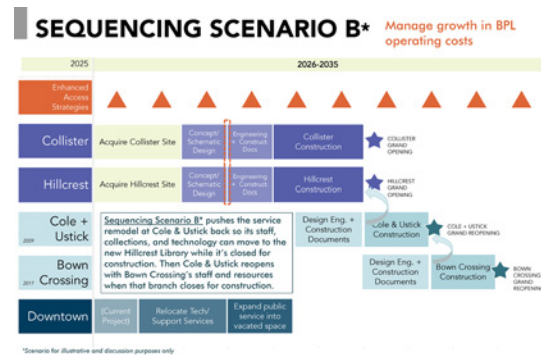 SEQUENCING SCENARIO B*
Manage growth in BPL
operating costs
2025
2026-2035
Enhanced
Access
Strategies
Collister
Acquire Collister Site
Concept/
Schematic
Design
Engineering
+ Construct
Docs
Collister
Construction
COLLISTER
GRAND
OPENING
Hillcrest
Acquire Hillcrest Site
Concept/
Schematic
Design
Engineering
+ Construct.
Docs
Hillcrest
Construction
HILLCREST
GRAND
OPENING
Cole +
Ustick
2009
Sequencing Scenario B* pushes the service
remodel at Cole & Ustick back so its staff,
collections, and technology can move to
the new Hillcrest Library while it's closed for
construction. Then Cole & Ustick reopens
with Bown Crossing's staff and resources
when that branch closes for construction.
Design Eng. +
Construction
Documents
Cole & Ustick
Construction
COLE + USTICK
GRAND REOPENING
Bown
Crossing
2017
Design Eng. +
Construction
Documents
Bown Crossing
Construction
BOWN
CROSSING
GRAND
REOPENING
Downtown
(Current
Project)
Relocate Tech/
Support Services
Expand public
service into
vacated space
*Scenario for illustrative and discussion purposes only